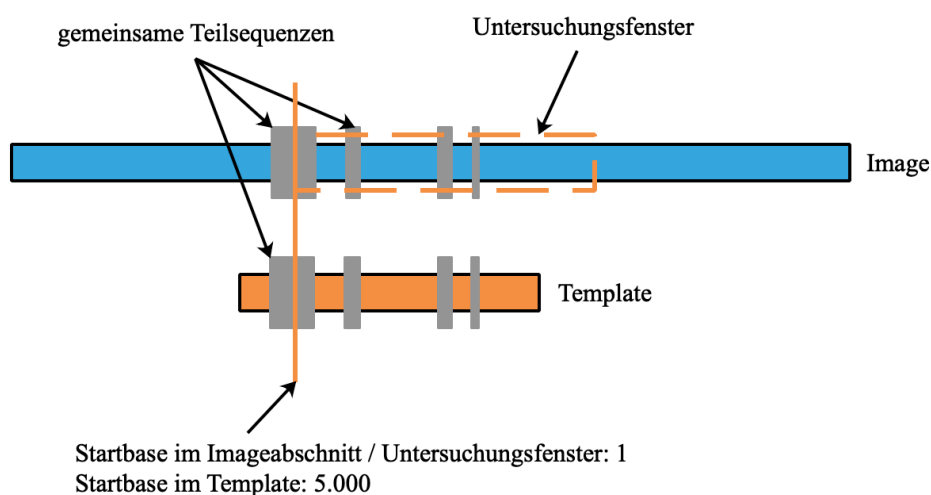 gemeinsame Teilsequenzen
Untersuchungsfenster
Image
Template
Startbase im Imageabschnitt / Untersuchungsfenster: 1
Startbase im Template: 5.000